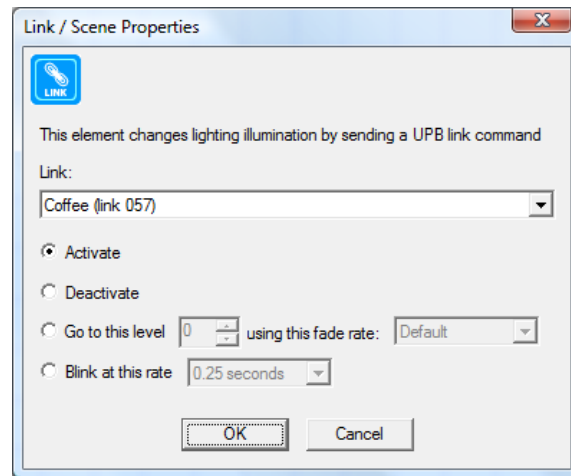 Link / Scene Properties
LINK
This element changes lighting illumination by sending a UPB link command
Link:
Coffee (link 057)
Activate
Deactivate
Go to this level 0 using this fade rate: Default
Blink at this rate 0.25 seconds
OK Cancel